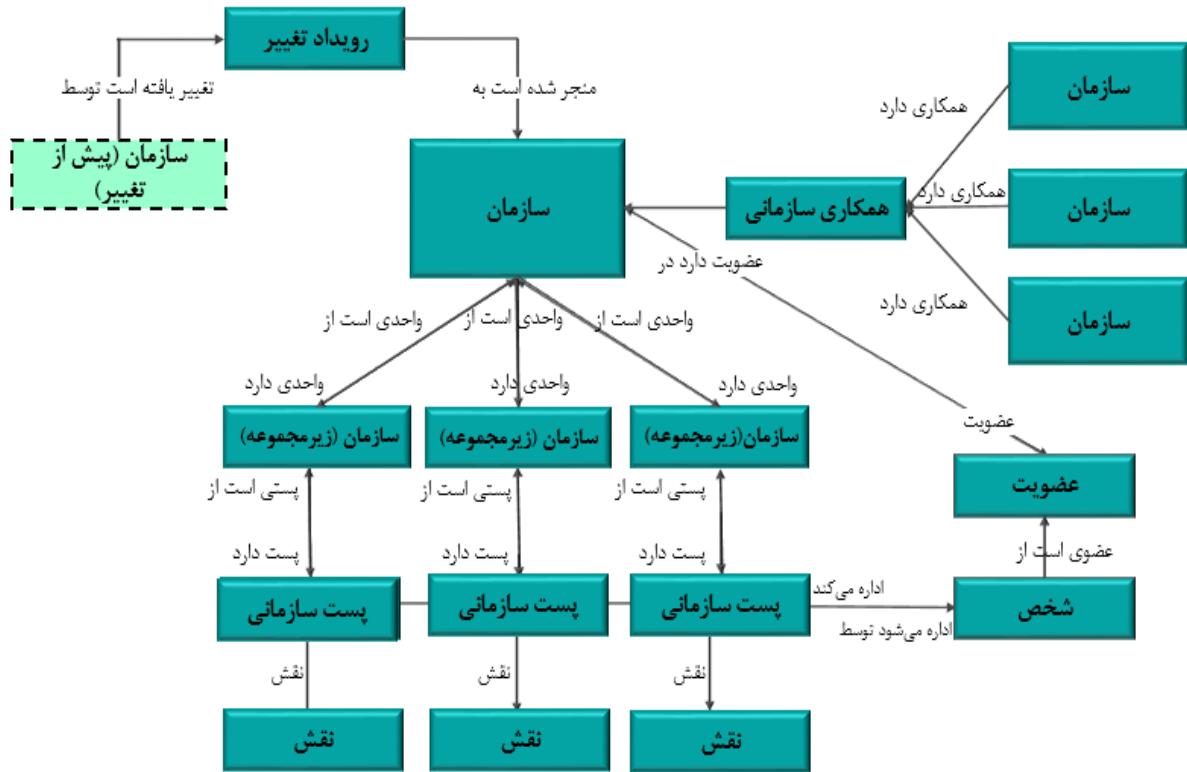 رویداد تغییر
سازمان
همکاری دارد
منجر شده است به
تغییر یافته است توسط
سازمان (پیش از
تغییر)
سازمان
همکاری دارد
سازمان
همکاری سازمانی
سازمان
عضویت دارد در
همکاری دارد
واحدی است از
واحدی است از
واحدی است از
واحدی دارد
واحدی دارد
واحدی دارد
عضویت
سازمان(زیرمجموعه)
سازمان (زیرمجموعه)
سازمان (زیرمجموعه)
عضویت
پستی است از
پستی است از
پستی است از
عضوی است از
پست دارد
پست دارد
پست دارد
شخص
اداره می‌کند
اداره می‌شود توسط
پست سازمانی
پست سازمانی
پست سازمانی
نقش
نقش
نقش
نقش
نقش
نقش